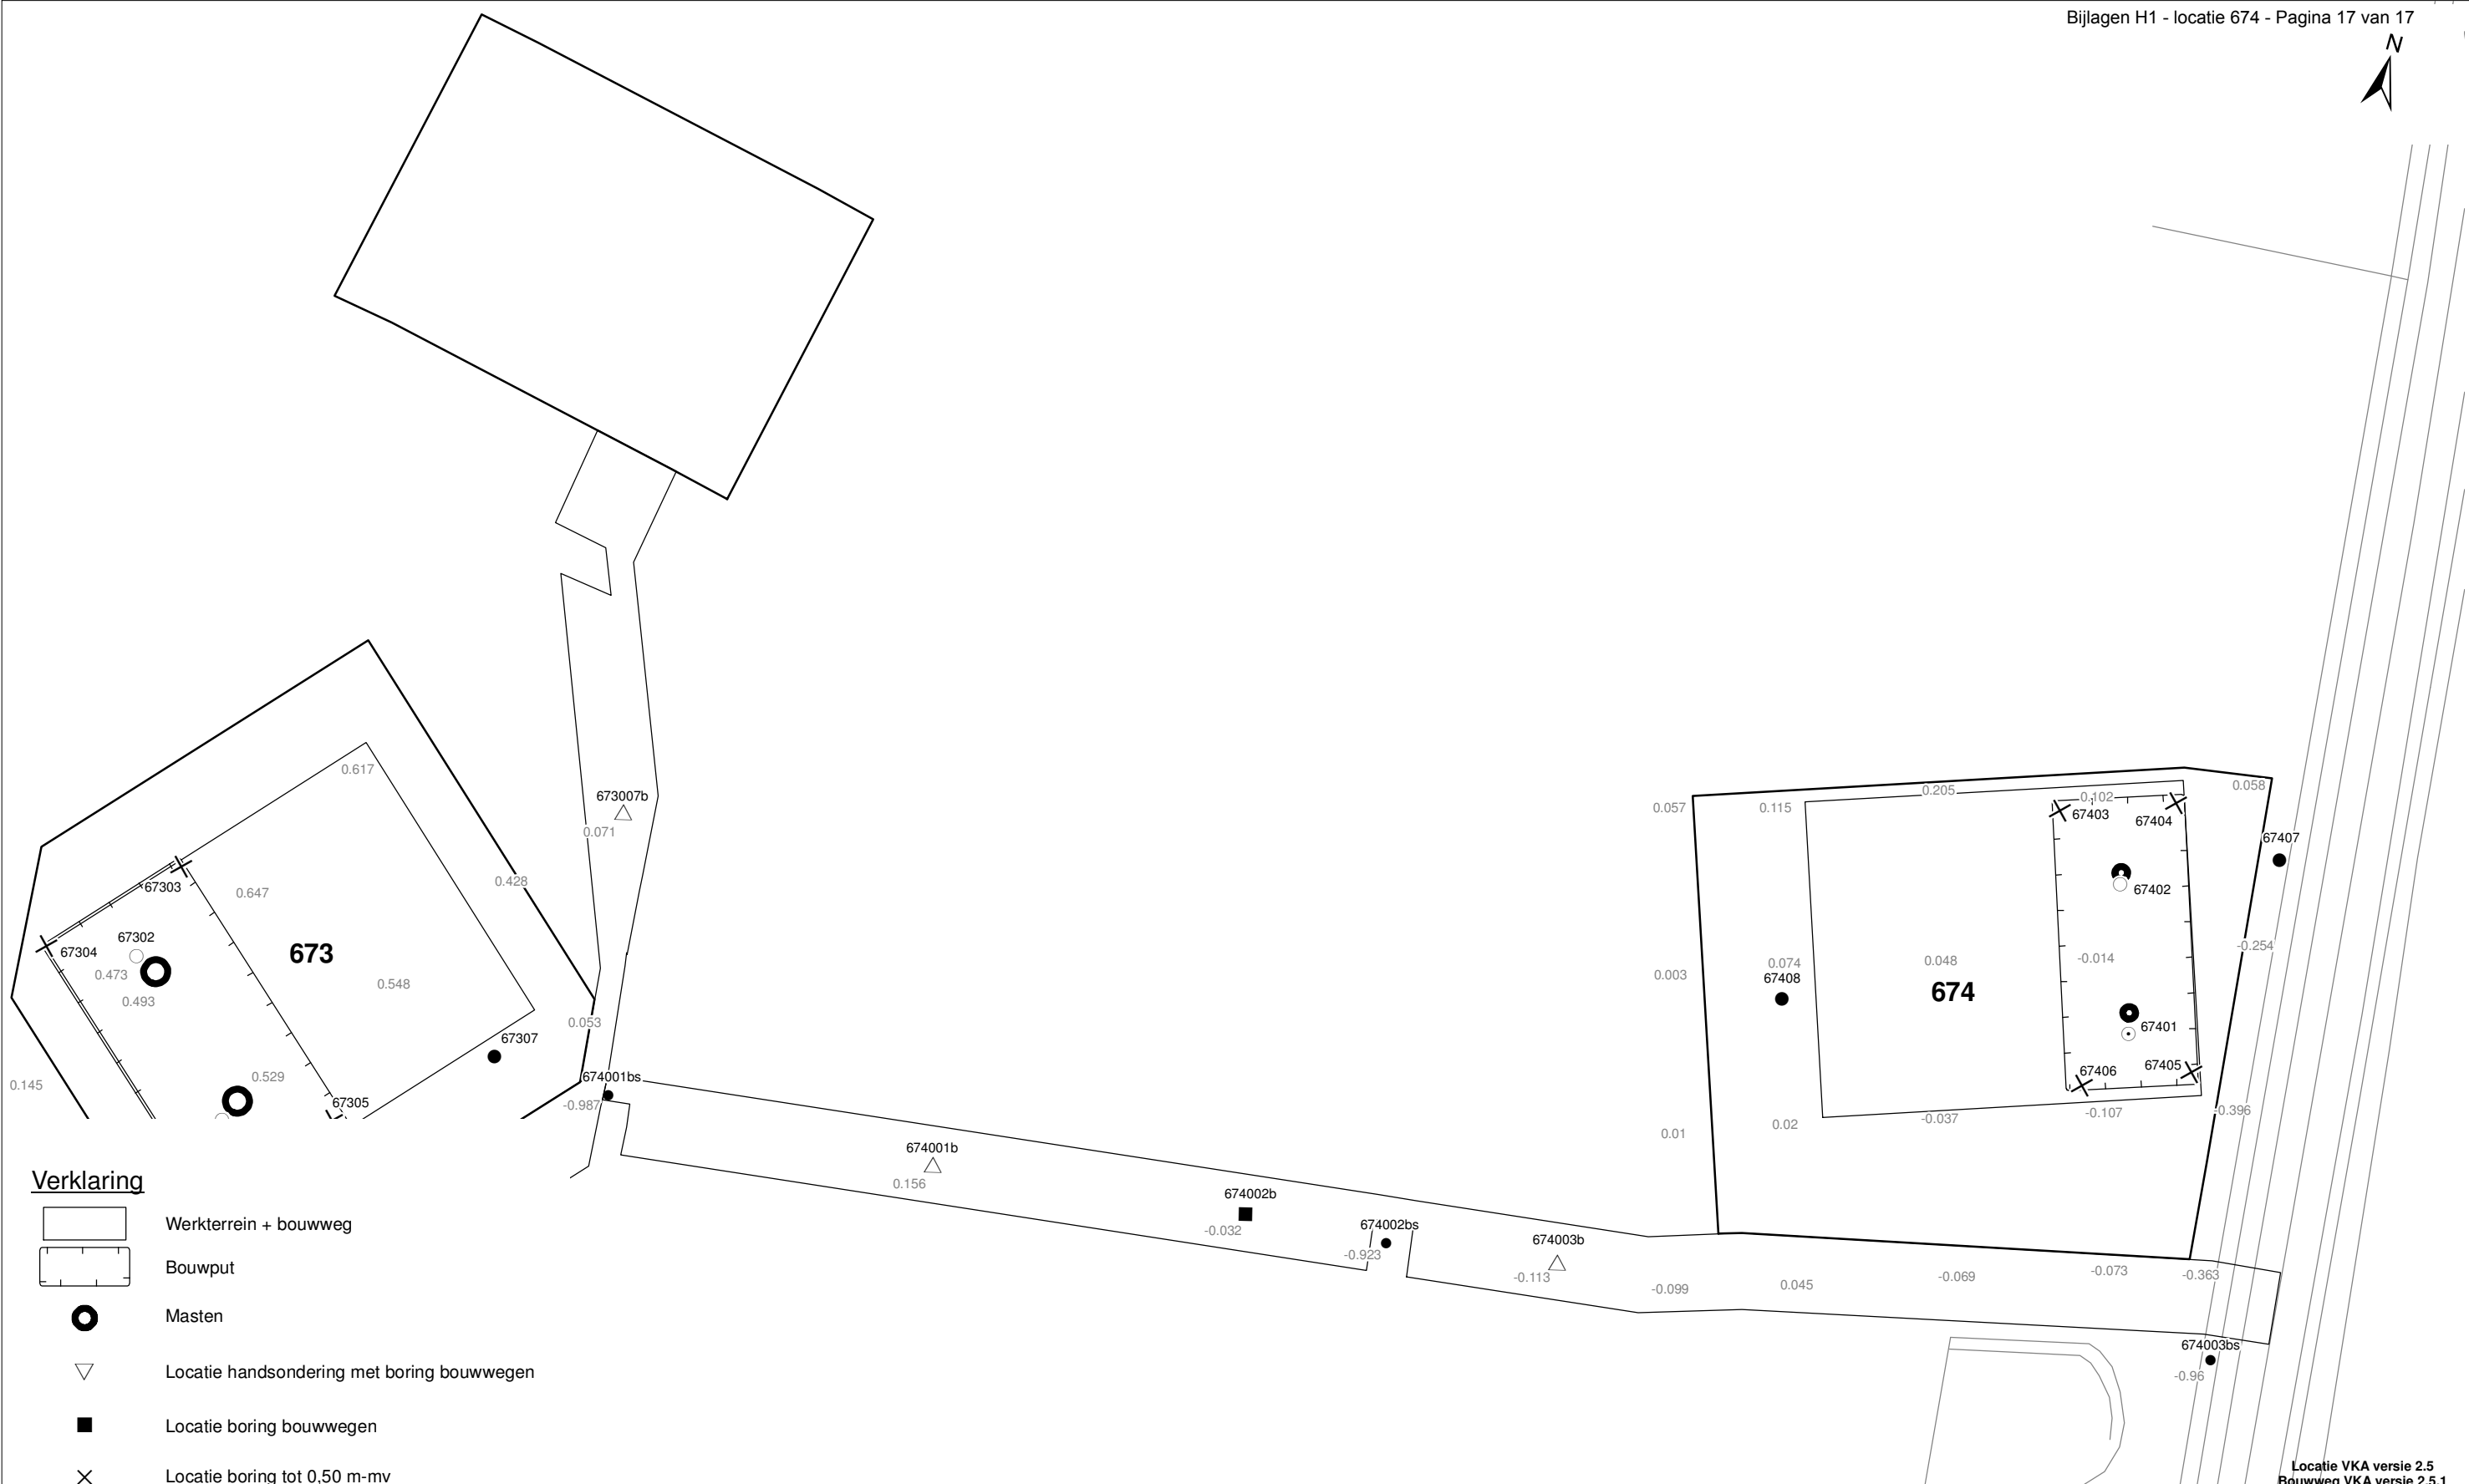 Bijlagen H1 - locatie 674 - Pagina 17 van 17
N
0.617
673007b
0.071
67303
0.647
0.428
67302
67304
673
0.473
0.493
0.548
0.053
67307
0.529
0.145
67305
674001bs
-0.987
674001b
0.156
674002b
-0.032
674002bs
-0.923
674003b
-0.113
0.057
0.115
0.205
0.102
0.058
67403
67404
67407
67402
-0.254
0.003
0.074
67408
0.048
674
-0.014
67401
67406
67405
0.01
0.02
-0.037
-0.107
-0.396
-0.099
0.045
-0.069
-0.073
-0.363
674003bs
-0.96
Verklaring
Werkterrein + bouwweg
Bouwput
Masten
Locatie handsondering met boring bouwwegen
Locatie boring bouwwegen
Locatie boring tot 0,50 m-mv
Locatie VKA versie 2.5
Bouwweg VKA versie 2.5.1